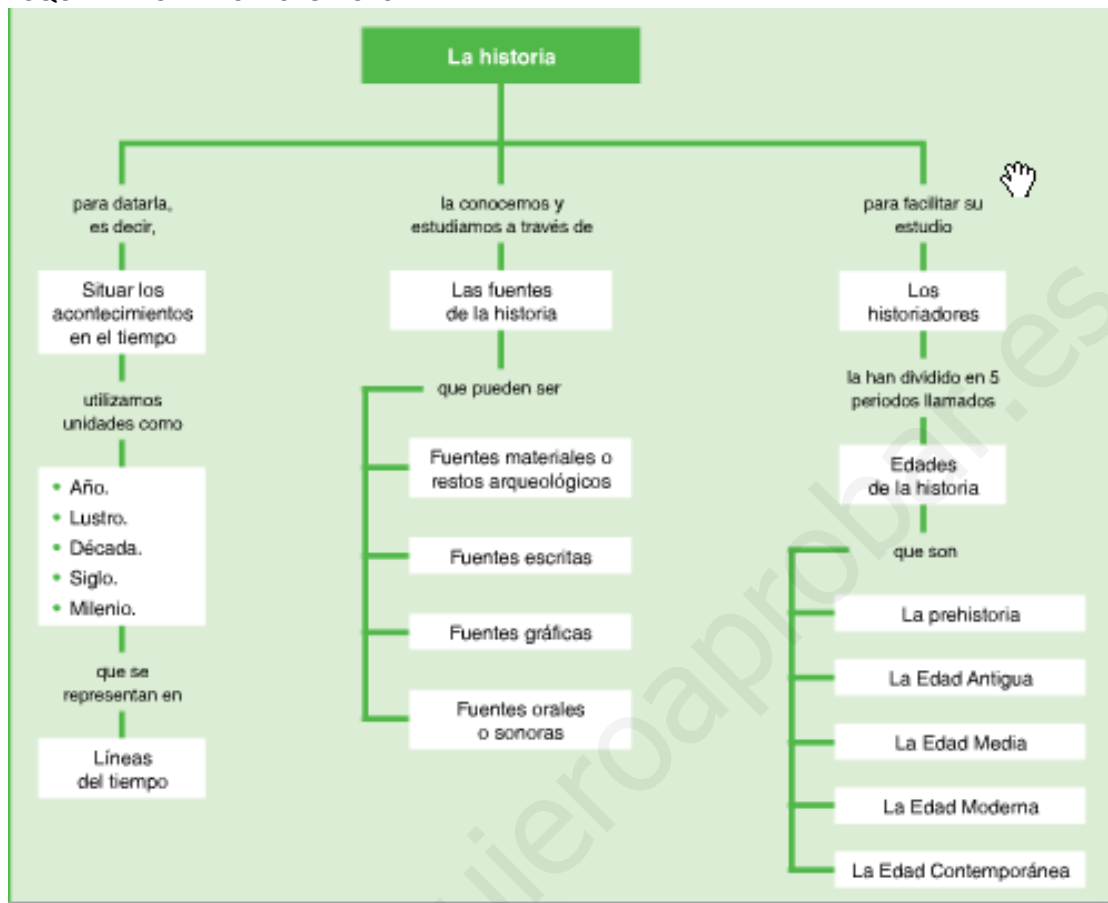 La historia
para datarla,
es decir,
Situar los
acontecimientos
en el tiempo
utilizamos
unidades como
• Año.
• Lustro.
• Década.
• Siglo.
• Milenio.
que se
representan en
Líneas
del tiempo
la conocemos y
estudiamos a través de
Las fuentes
de la historia
que pueden ser
Fuentes materiales o
restos arqueológicos
Fuentes escritas
Fuentes gráficas
Fuentes orales
o sonoras
para facilitar su
estudio
Los
historiadores
la han dividido en 5
periodos llamados
Edades
de la historia
que son
La prehistoria
La Edad Antigua
La Edad Media
La Edad Moderna
La Edad Contemporánea
uieroaprobar.es